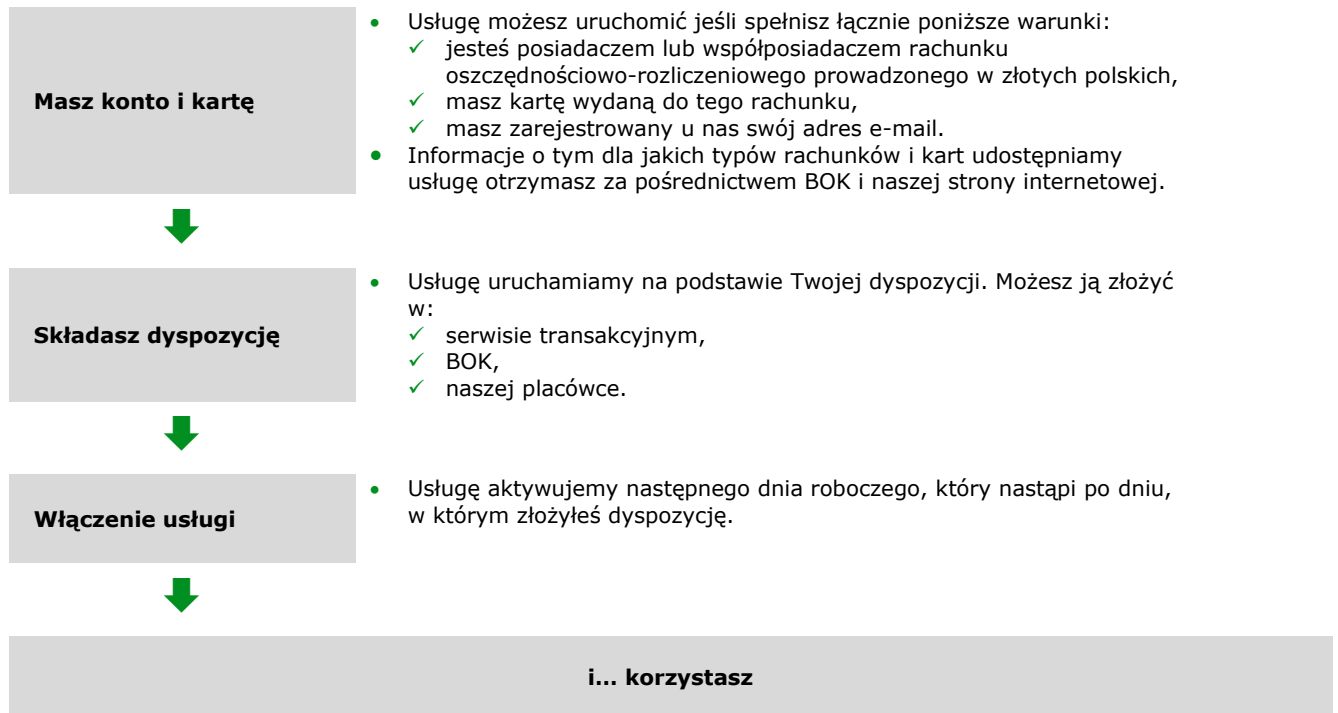 Masz konto i kartę
• Usługę możesz uruchomić jeśli spełnisz łącznie poniższe warunki:
✓ jesteś posiadaczem lub współposiadaczem rachunku
oszczędnościowo-rozliczeniowego prowadzonego w złotych polskich,
✓ masz kartę wydaną do tego rachunku,
✓ masz zarejestrowany u nas swój adres e-mail.
• Informacje o tym dla jakich typów rachunków i kart udostępniamy
usługę otrzymasz za pośrednictwem BOK i naszej strony internetowej.
Składasz dyspozycję
• Usługę uruchamiamy na podstawie Twojej dyspozycji. Możesz ją złożyć
w:
✓ serwisie transakcyjnym,
✓ BOK,
✓ naszej placówce.
Włączenie usługi
• Usługę aktywujemy następnego dnia roboczego, który nastąpi po dniu,
w którym złożyłeś dyspozycję.
i... korzystasz